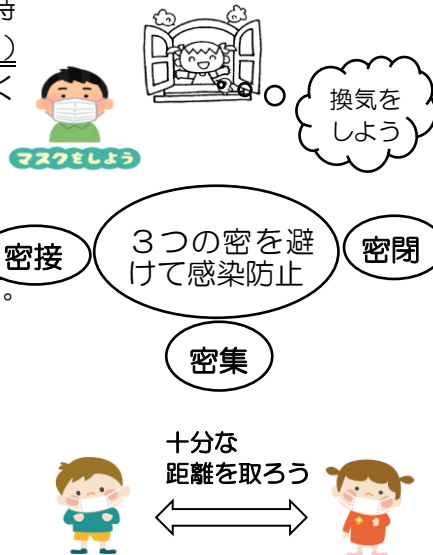 時
）
く
換気を
しよう
マスクをしよう
３つの密を避
けて感染防止
密接
密閉
。
密集
十分な
距離を取ろう